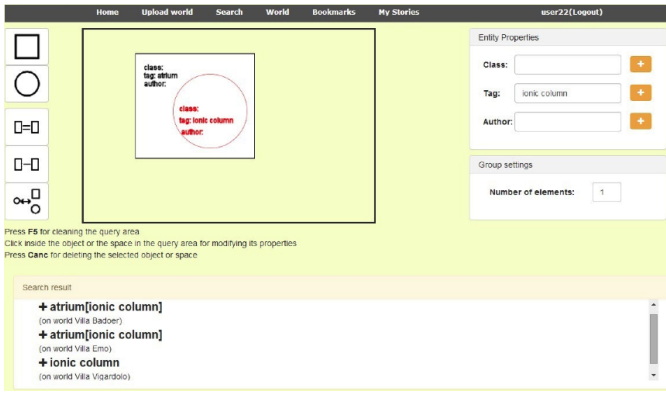 Home Upload world Search World Bookmarks My Stories user22(Logout)
class:
tag: atrium
author:
class:
tag: ionic column
author:
Entity Properties
Class: +
Tag: ionic column +
Author: +
Group settings
Number of elements: 1
Press F5 for cleaning the query area
Click inside the object or the space in the query area for modifying its properties
Press Canc for deleting the selected object or space
Search result
+ atrium[ionic column]
(on world Villa Badoer)
+ atrium[ionic column]
(on world Villa Emo)
+ ionic column
(on world Villa Vigardolo)